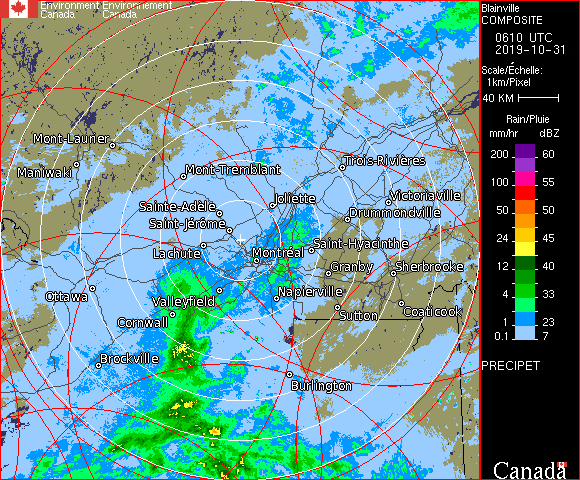 Environment Environnement
Canada Canada
Blainville
COMPOSITE
0610 UTC
2019-10-31
Scale/Échelle:
1km/Pixel
40 KM
Rain/Pluie
mm/hr dBZ
200 60
100 55
50 50
24 45
12 40
4 33
1 23
0.1 7
PRECIPET
Canada
Mont-Laurier
Maniwaki
Mont-Tremblant
Trois-Rivières
Sainte-Adèle
Joliette
Victoriaville
Drummondville
Saint-Jérôme
Lachute
Montréal
Saint-Hyacinthe
Granby
Sherbrooke
Ottawa
Valleyfield
Napierville
Cornwall
Sutton
Coaticook
Brockville
Burlington